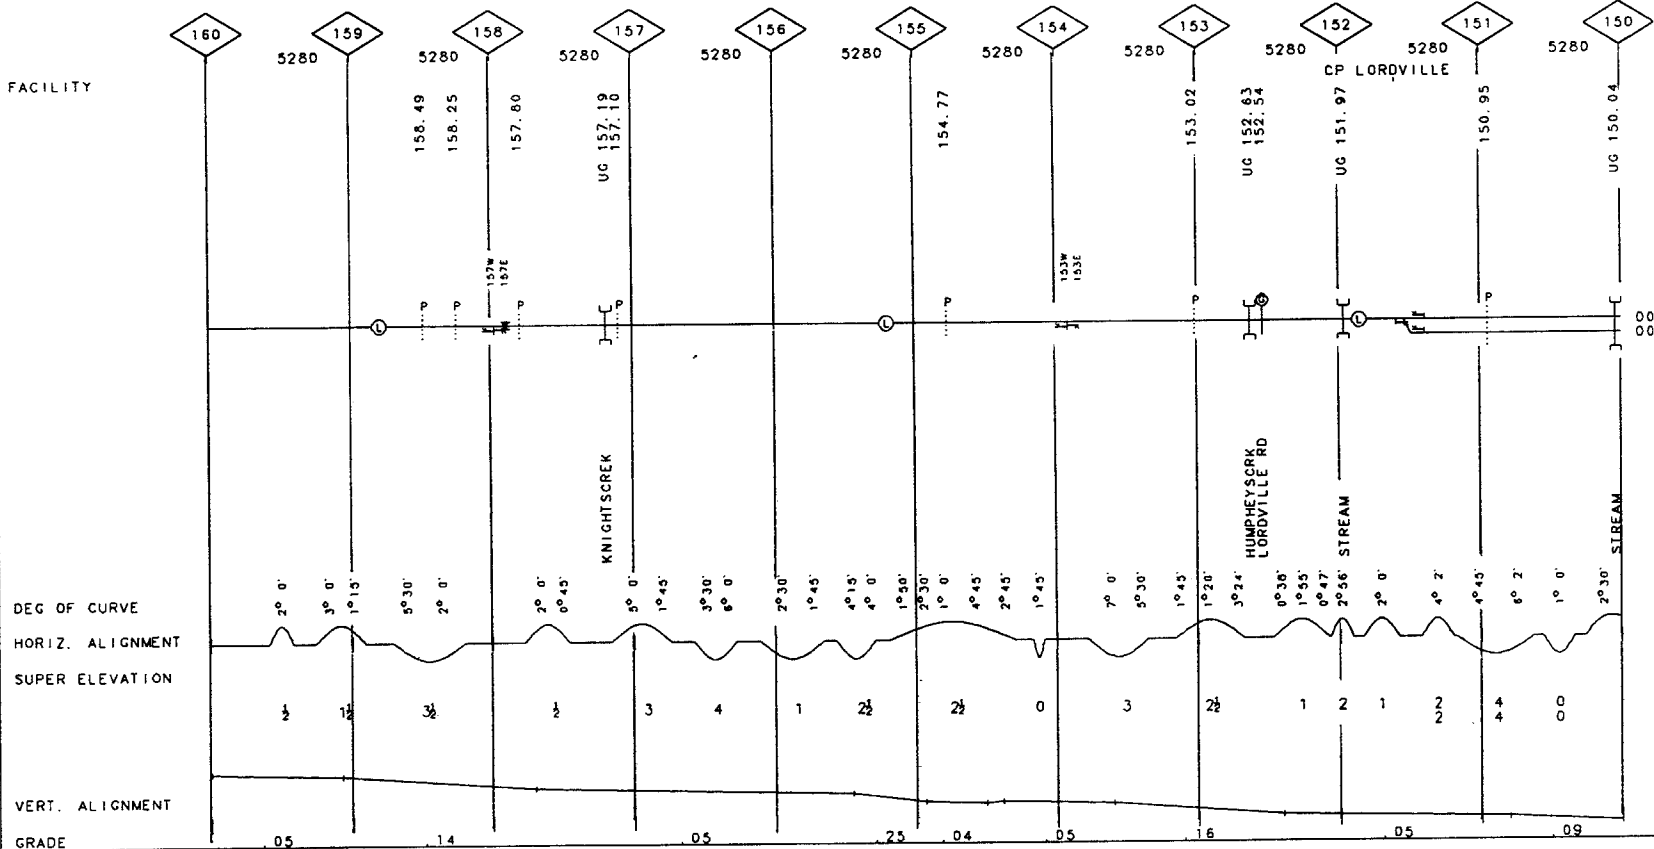 160 159 158 157 156 155 154 153 152 151 150
5280 5280 5280 5280 5280 5280 5280 5280 5280 5280
CP LORDVILLE
FACILITY
158.49
158.25
157.80
UG 157.19
157.10
154.77
153.02
UG 152.63
152.54
UG 151.97
150.95
UG 150.04
157W
157E
153W
153E
P P P P P P P
L L G L
00
00
KNIGHTSCREK
HUMPHEYSCRK
LORDVILLE RD
STREAM
STREAM
DEG OF CURVE 2° 0' 3° 0' 1° 15' 5° 30' 2° 0' 2° 0' 0° 45' 5° 0' 1° 45' 3° 30' 6° 0' 2° 30' 1° 45' 4° 15' 4° 0' 1° 50' 2° 30' 1° 0' 4° 45' 2° 45' 1° 45' 7° 0' 5° 30' 1° 45' 1° 20' 3° 24' 0° 38' 1° 55' 0° 47' 2° 56' 2° 0' 4° 2' 4° 45' 6° 2' 1° 0' 2° 30'
HORIZ. ALIGNMENT
SUPER ELEVATION
½ 1½ 3½ ½ 3 4 1 2½ 2½ 0 3 2½ 1 2 1 2 4 0
2 4 0
VERT. ALIGNMENT
GRADE .05 .14 .05 .25 .04 .05 .16 .05 .09